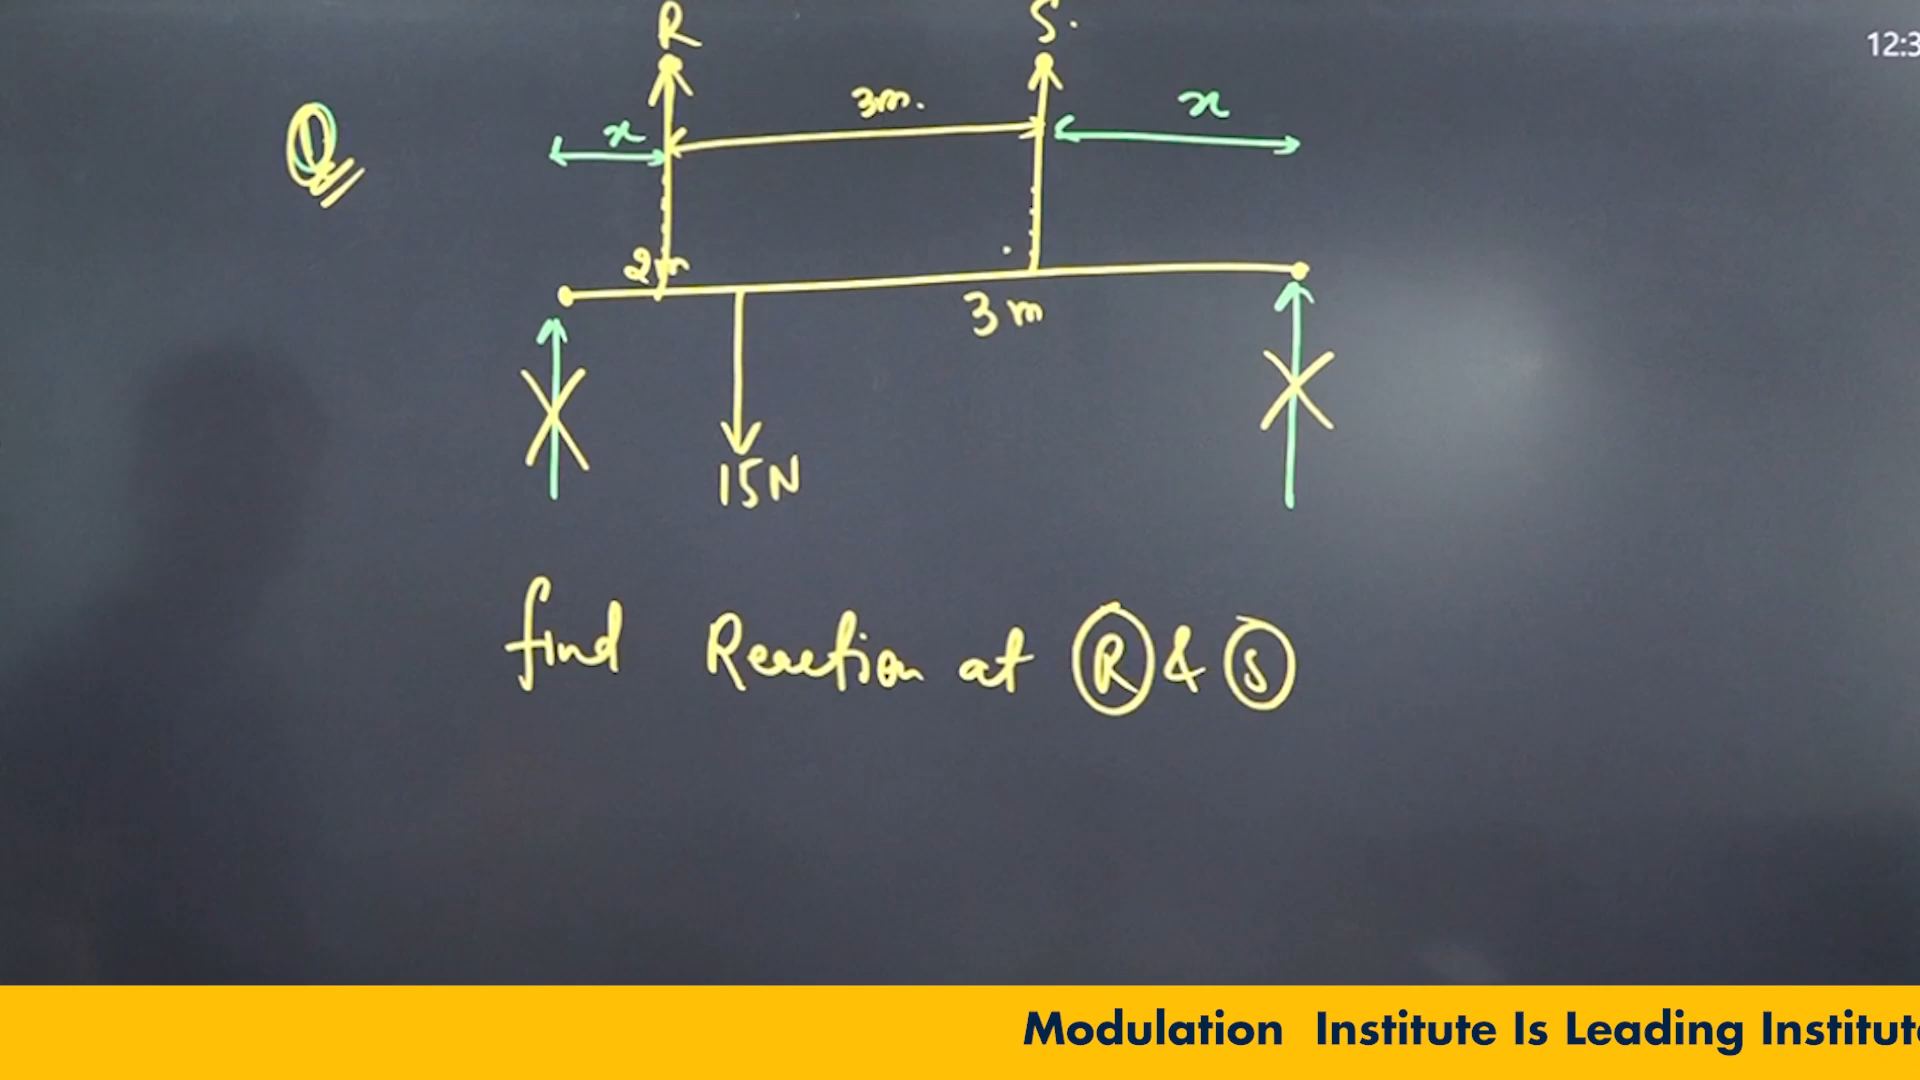 R
S.
12:3
Q
x
3m.
x
2m
3m
15N
find Reaction at R & S
Modulation Institute Is Leading Institut